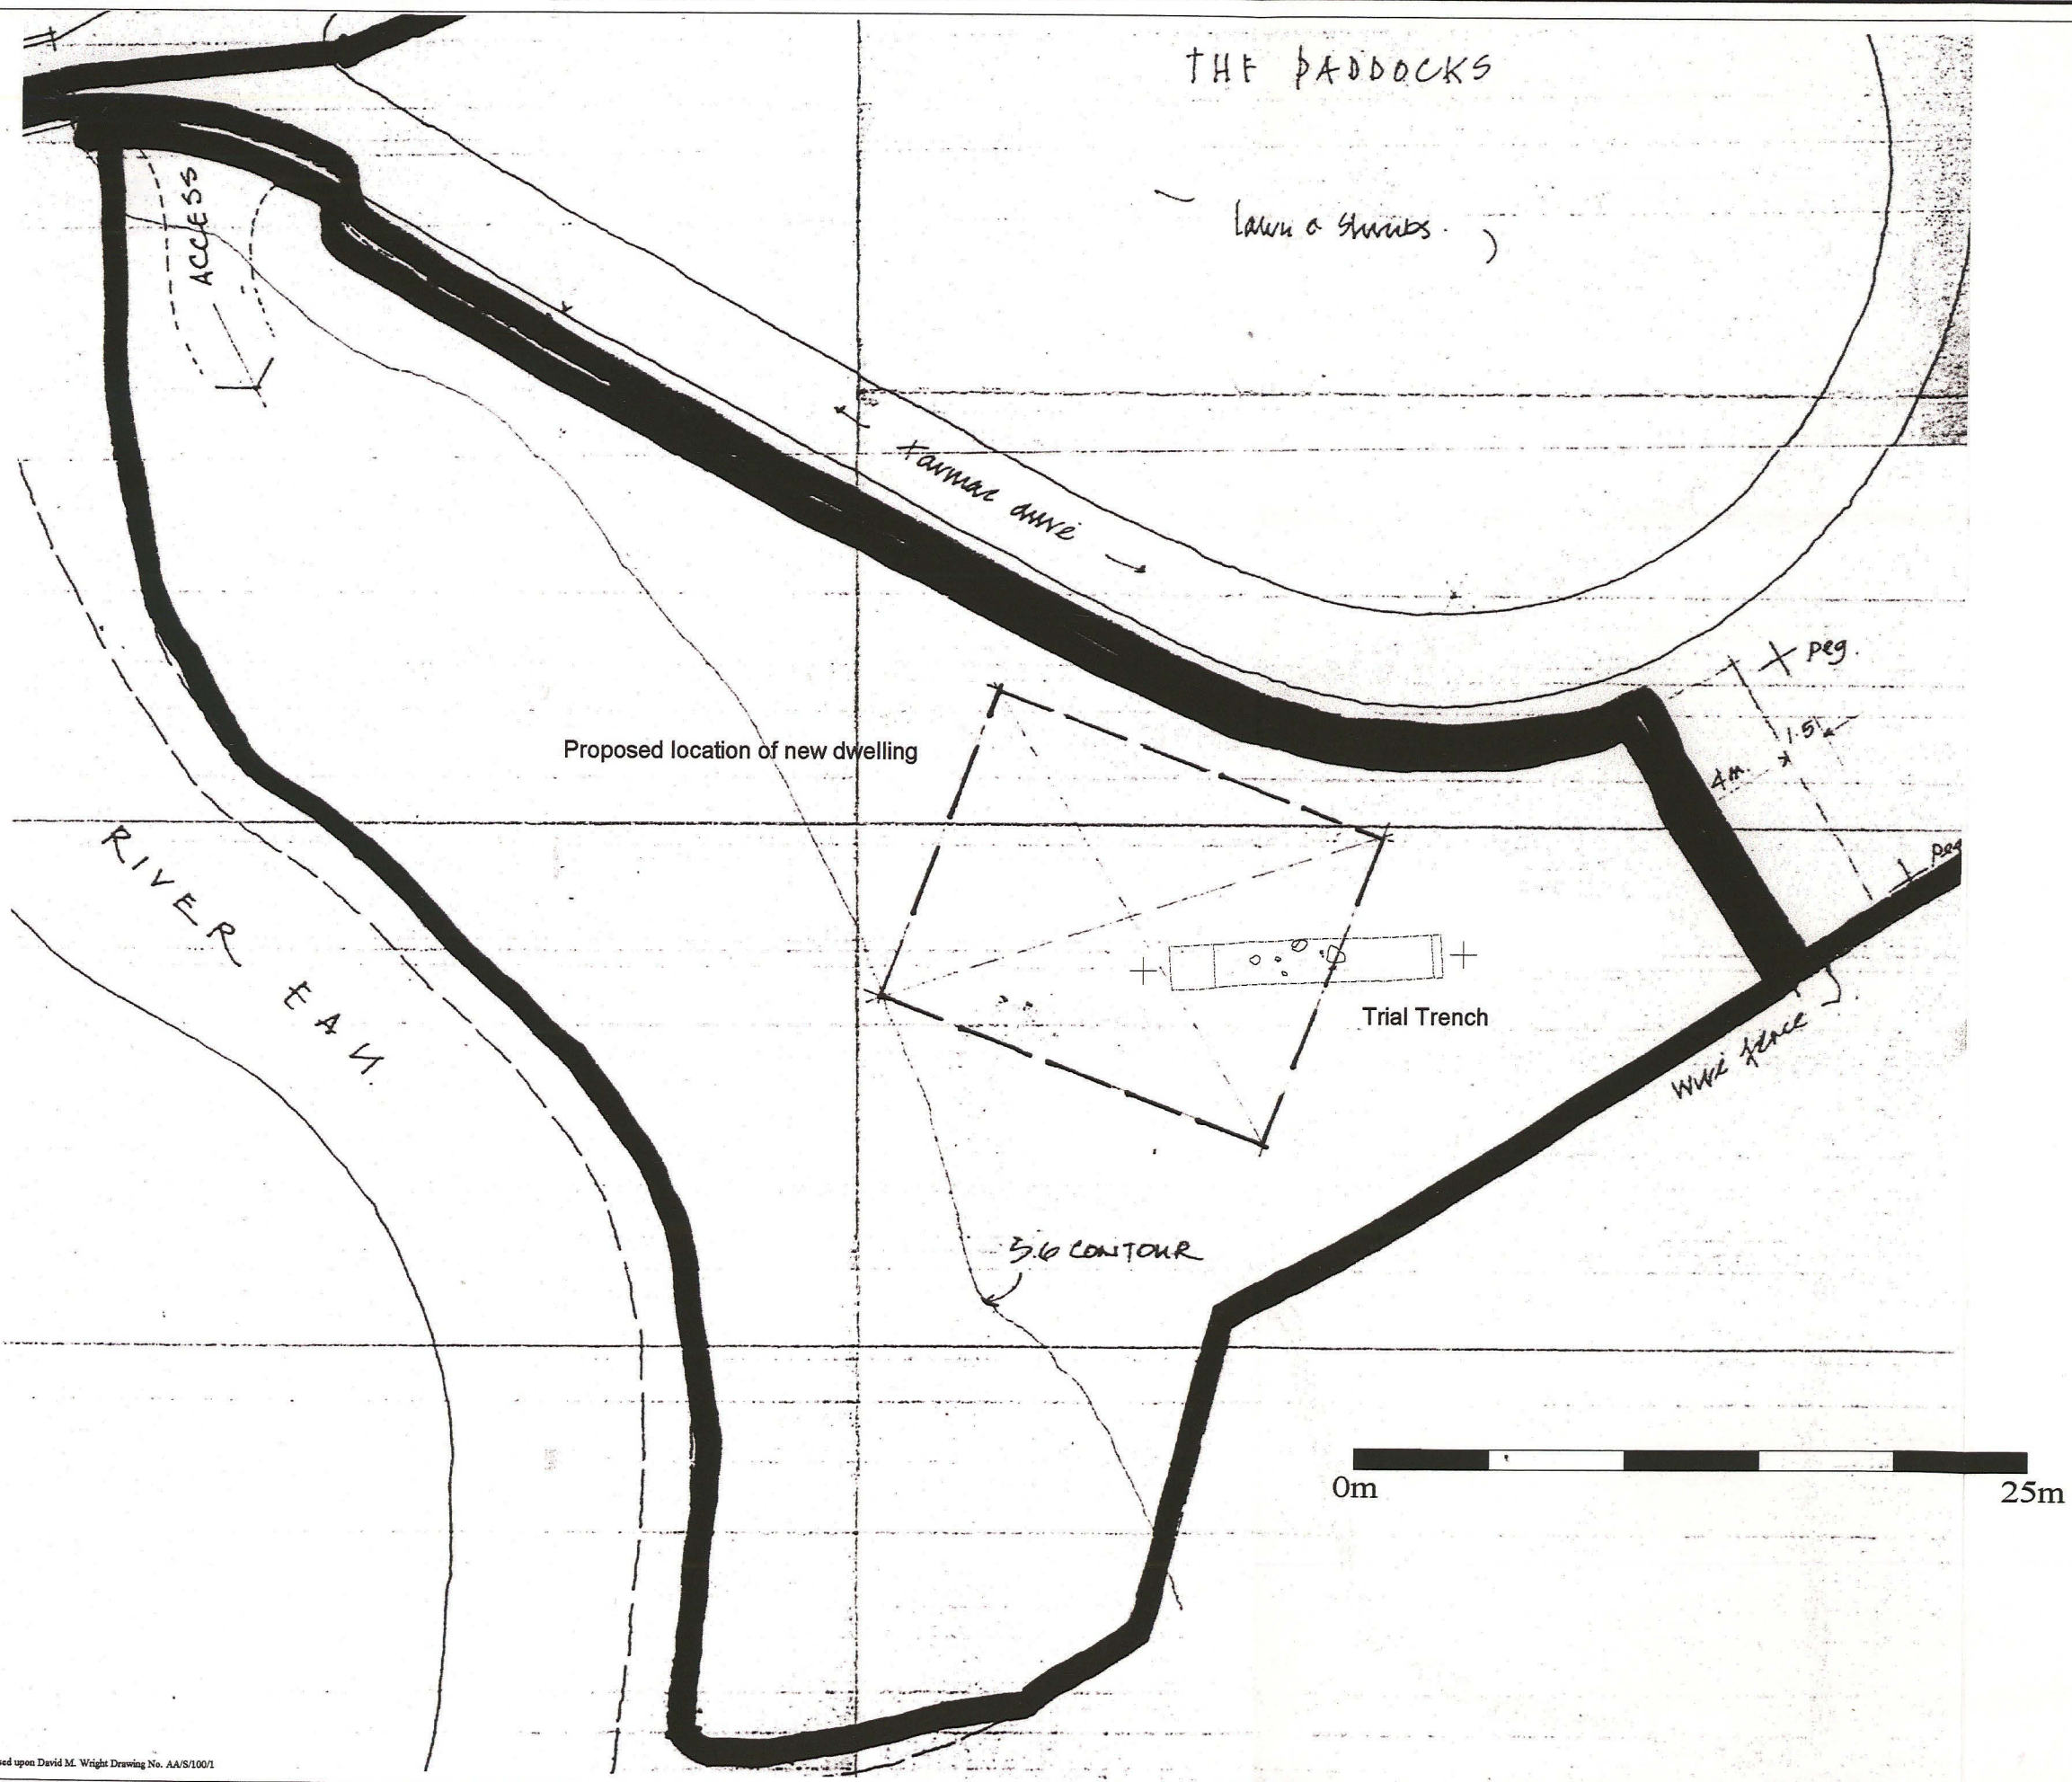 THE PADDOCKS
lawn & shrubs.
ACCESS
tarmac drive
peg.
1.5
4m.
Proposed location of new dwelling
peg
RIVER EAU.
Trial Trench
wire fence
3.6 CONTOUR
0m
25m
sed upon David M. Wright Drawing No. AA/S/100/1